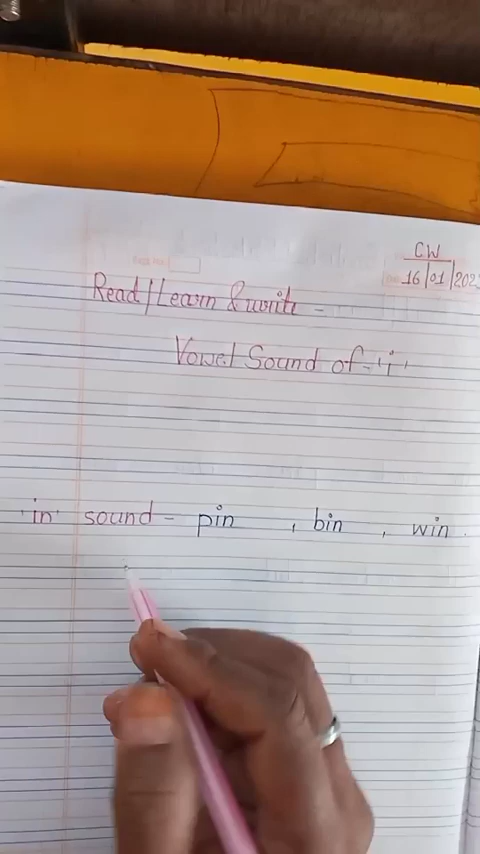 CW
16/01/202
Read/Learn & write -
Vowel Sound of - 'i'
'in' sound - pin , bin , win .